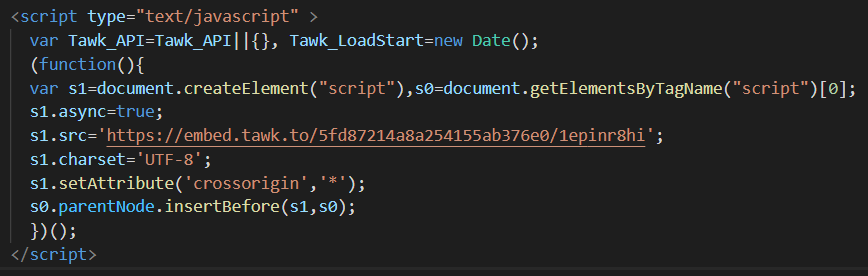 <script type="text/javascript" >
var Tawk_API=Tawk_API||{}, Tawk_LoadStart=new Date();
(function(){
var s1=document.createElement("script"),s0=document.getElementsByTagName("script")[0];
s1.async=true;
s1.src='https://embed.tawk.to/5fd87214a8a254155ab376e0/1epinr8hi';
s1.charset='UTF-8';
s1.setAttribute('crossorigin','*');
s0.parentNode.insertBefore(s1,s0);
})();
</script>